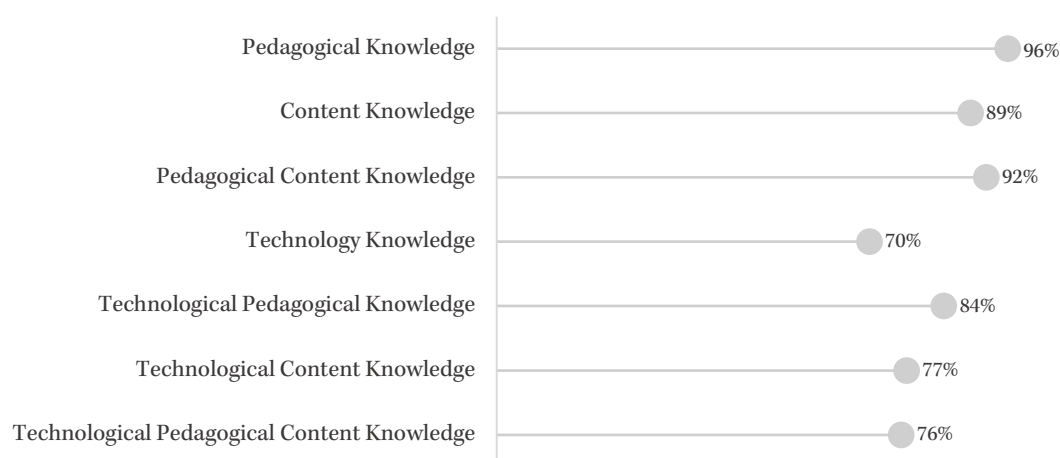 Pedagogical Knowledge 96%
Content Knowledge 89%
Pedagogical Content Knowledge 92%
Technology Knowledge 70%
Technological Pedagogical Knowledge 84%
Technological Content Knowledge 77%
Technological Pedagogical Content Knowledge 76%